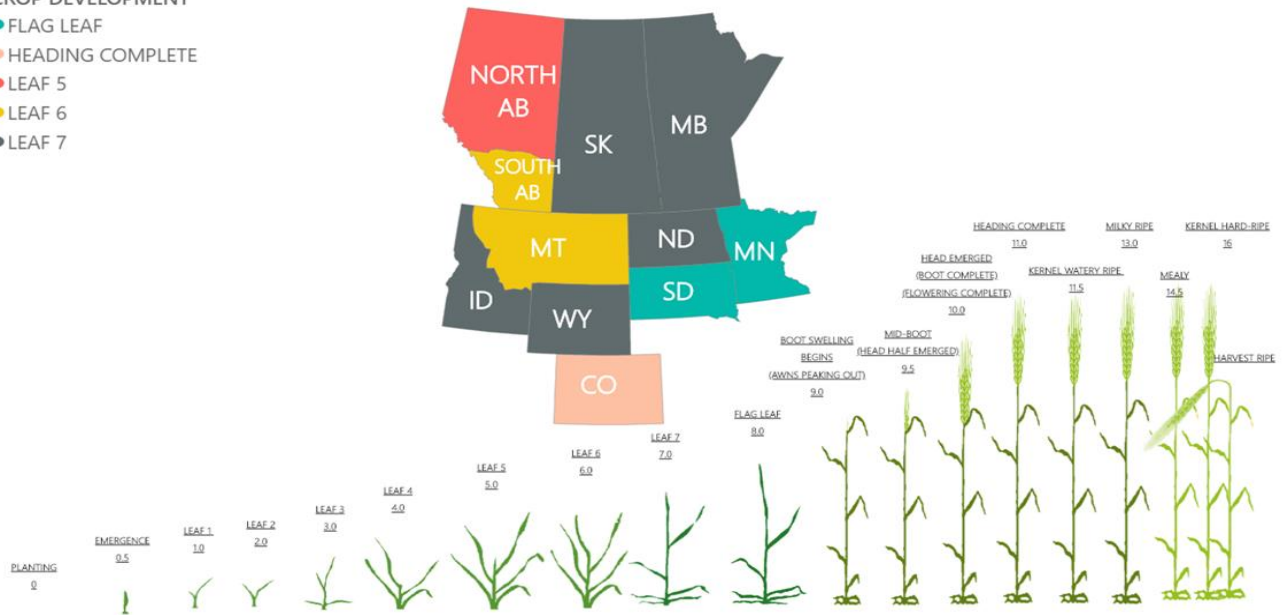 CROP DEVELOPMENT
FLAG LEAF
HEADING COMPLETE
LEAF 5
LEAF 6
LEAF 7
NORTH
AB
SK
MB
SOUTH
AB
MT
ND
MN
ID
WY
SD
CO
PLANTING
0
EMERGENCE
0.5
LEAF 1
1.0
LEAF 2
2.0
LEAF 3
3.0
LEAF 4
4.0
LEAF 5
5.0
LEAF 6
6.0
LEAF 7
7.0
FLAG LEAF
8.0
BOOT SWELLING
BEGINS
(AWNS PEAKING OUT)
9.0
MID-BOOT
(HEAD HALF EMERGED)
9.5
HEAD EMERGED
(BOOT COMPLETE)
(FLOWERING COMPLETE)
10.0
HEADING COMPLETE
11.0
KERNEL WATERY RIPE
11.5
MILKY RIPE
13.0
MEALY
14.5
KERNEL HARD-RIPE
16
HARVEST RIPE